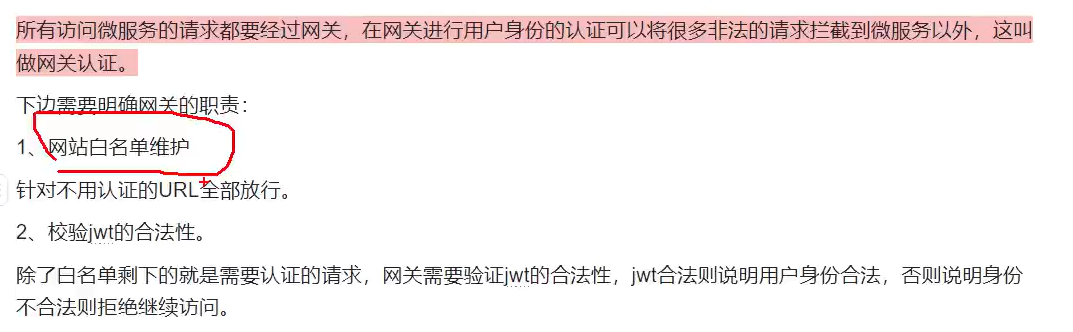 所有访问微服务的请求都要经过网关，在网关进行用户身份的认证可以将很多非法的请求拦截到微服务以外，这叫
做网关认证。
下边需要明确网关的职责：
1、网站白名单维护
针对不用认证的URL全部放行。
2、校验jwt的合法性。
除了白名单剩下的就是需要认证的请求，网关需要验证jwt的合法性，jwt合法则说明用户身份合法，否则说明身份
不合法则拒绝继续访问。